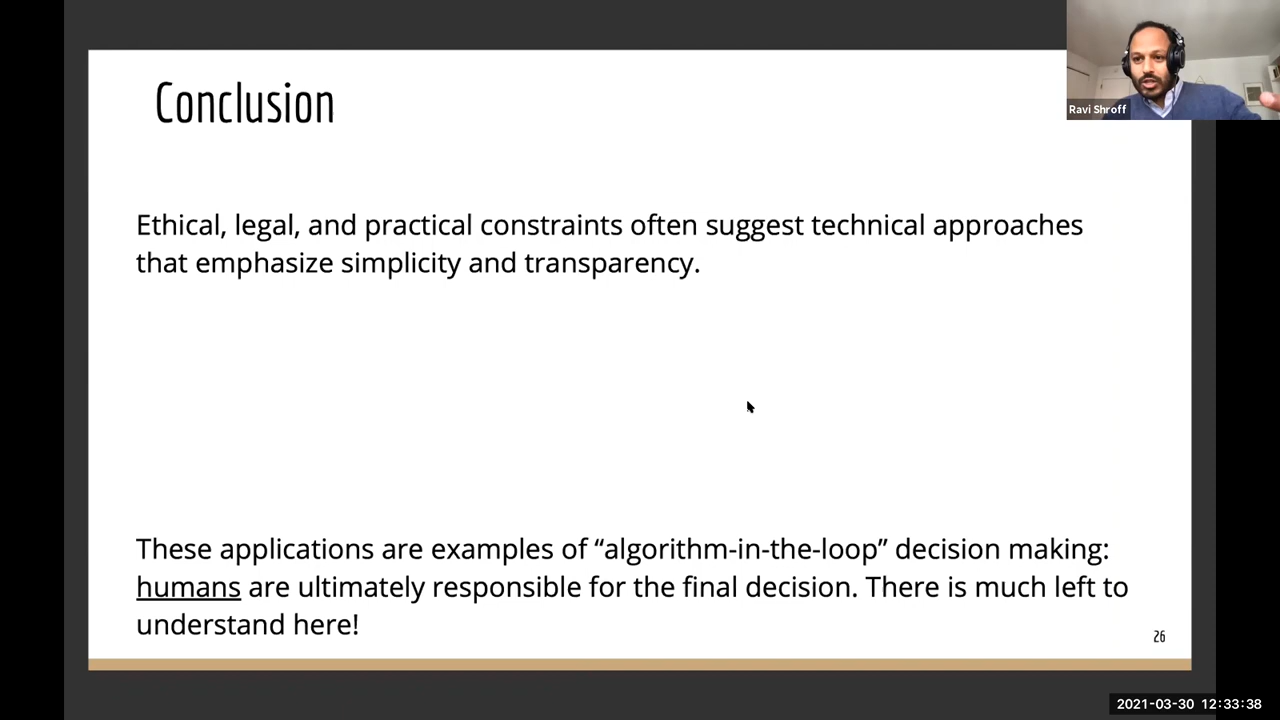 Conclusion
Ravi Shroff
Ethical, legal, and practical constraints often suggest technical approaches
that emphasize simplicity and transparency.
These applications are examples of “algorithm-in-the-loop” decision making:
humans are ultimately responsible for the final decision. There is much left to
understand here!
26
2021-03-30 12:33:38